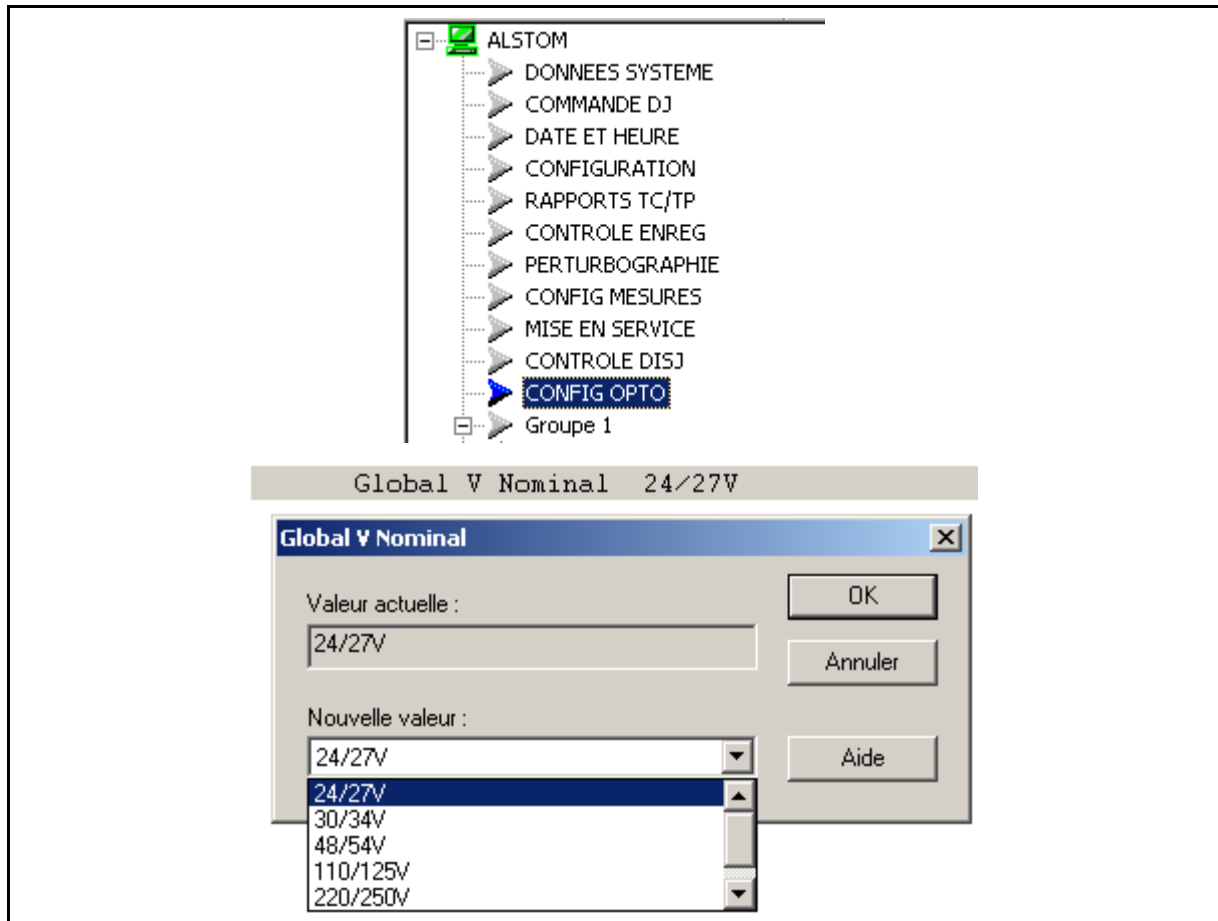 ALSTOM
DONNEES SYSTEME
COMMANDE DJ
DATE ET HEURE
CONFIGURATION
RAPPORTS TC/TP
CONTROLE ENREG
PERTURBOGRAPHIE
CONFIG MESURES
MISE EN SERVICE
CONTROLE DISJ
CONFIG OPTO
Groupe 1
Global V Nominal 24/27V
Global V Nominal
Valeur actuelle :
OK
24/27V
Annuler
Nouvelle valeur :
24/27V
Aide
24/27V
30/34V
48/54V
110/125V
220/250V